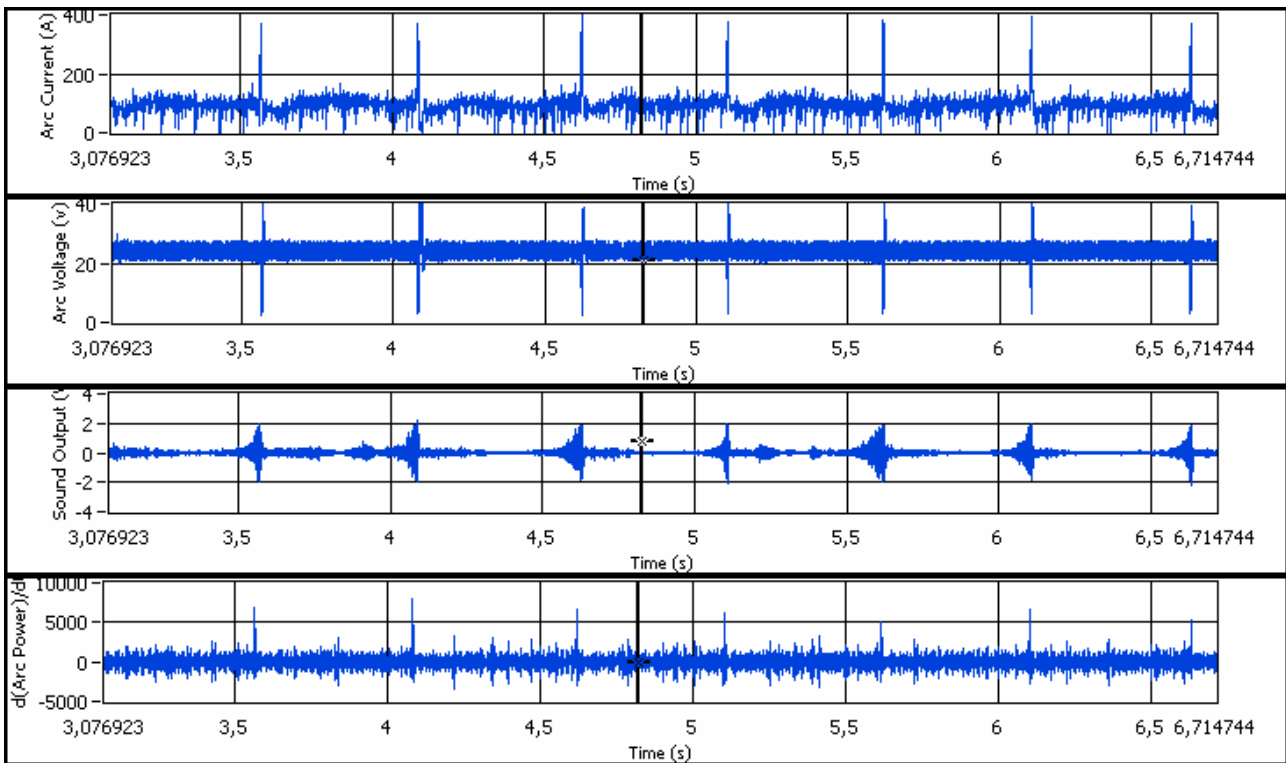 Arc Current (A)
400
200
0
3,076923 3,5 4 4,5 5 5,5 6 6,5 6,714744
Time (s)
Arc Voltage (v)
40
20
0
3,076923 3,5 4 4,5 5 5,5 6 6,5 6,714744
Time (s)
Sound Output (
4
2
0
-2
-4
3,076923 3,5 4 4,5 5 5,5 6 6,5 6,714744
Time (s)
d(Arc Power)/d
10000
5000
0
-5000
3,076923 3,5 4 4,5 5 5,5 6 6,5 6,714744
Time (s)